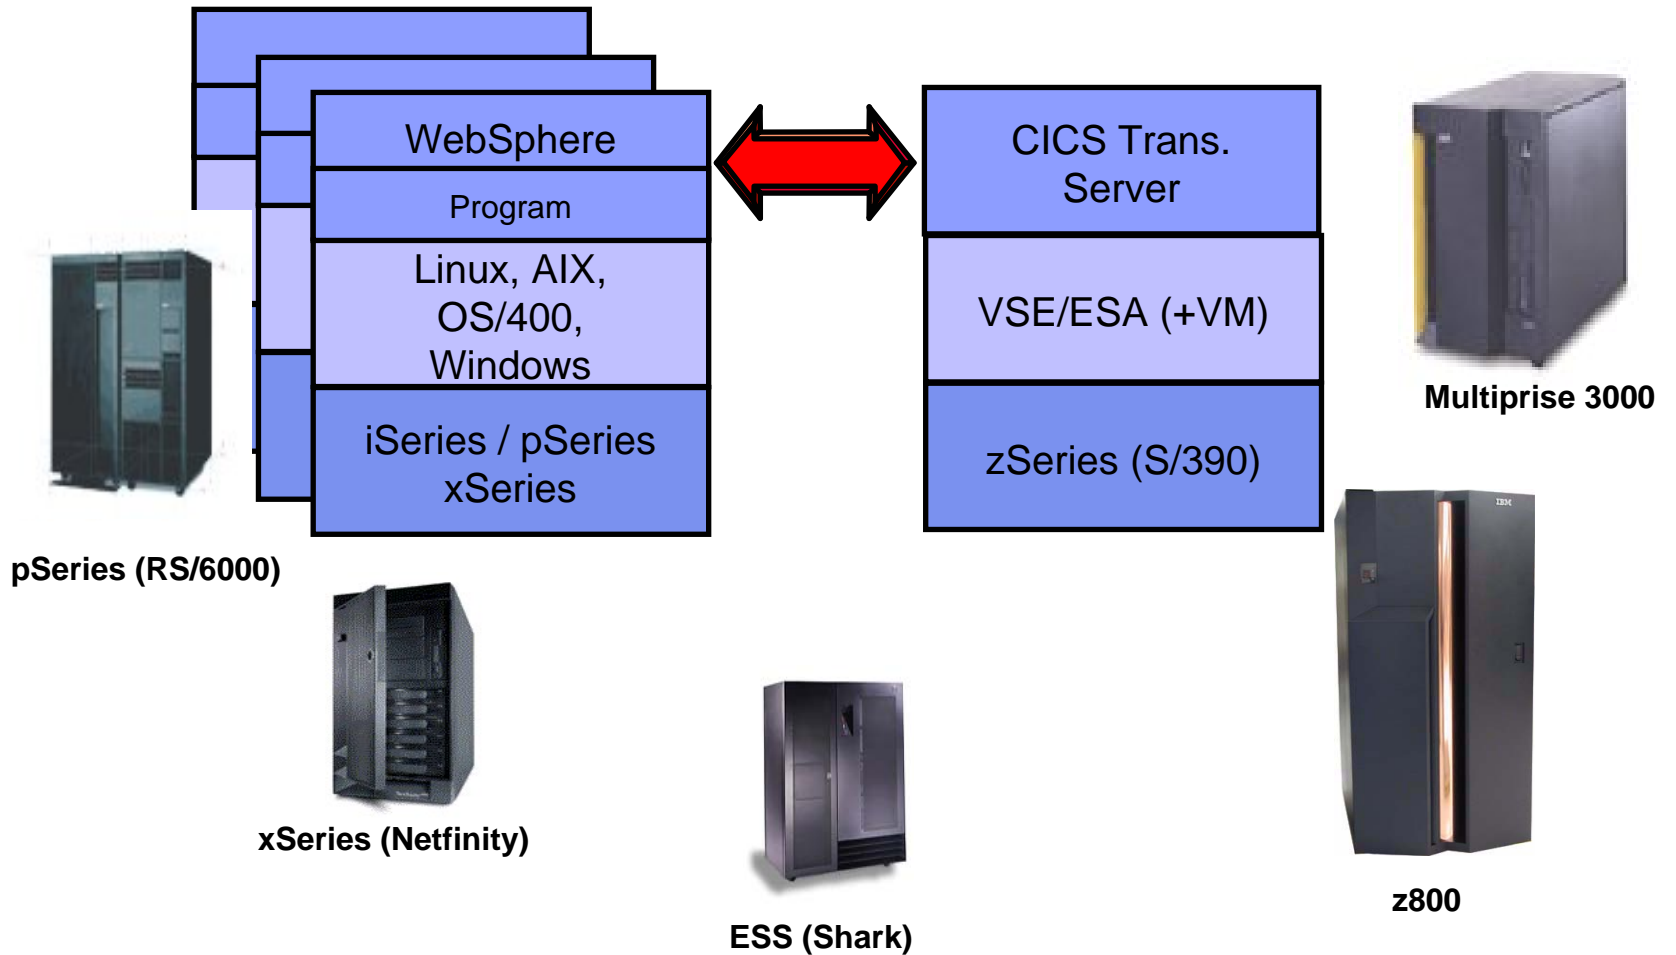 WebSphere
Program
Linux, AIX,
OS/400,
Windows
iSeries / pSeries
xSeries
CICS Trans.
Server
VSE/ESA (+VM)
zSeries (S/390)
Multiprise 3000
pSeries (RS/6000)
xSeries (Netfinity)
ESS (Shark)
IBM
z800